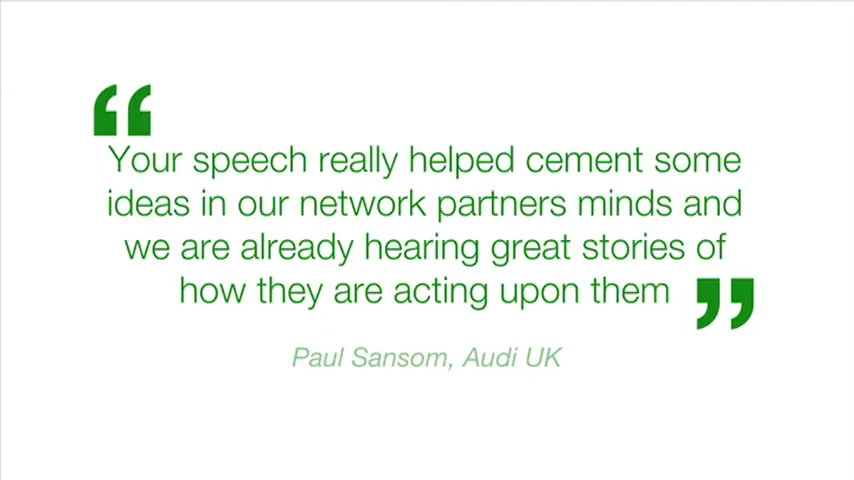 “
Your speech really helped cement some
ideas in our network partners minds and
we are already hearing great stories of
how they are acting upon them ”
Paul Sansom, Audi UK